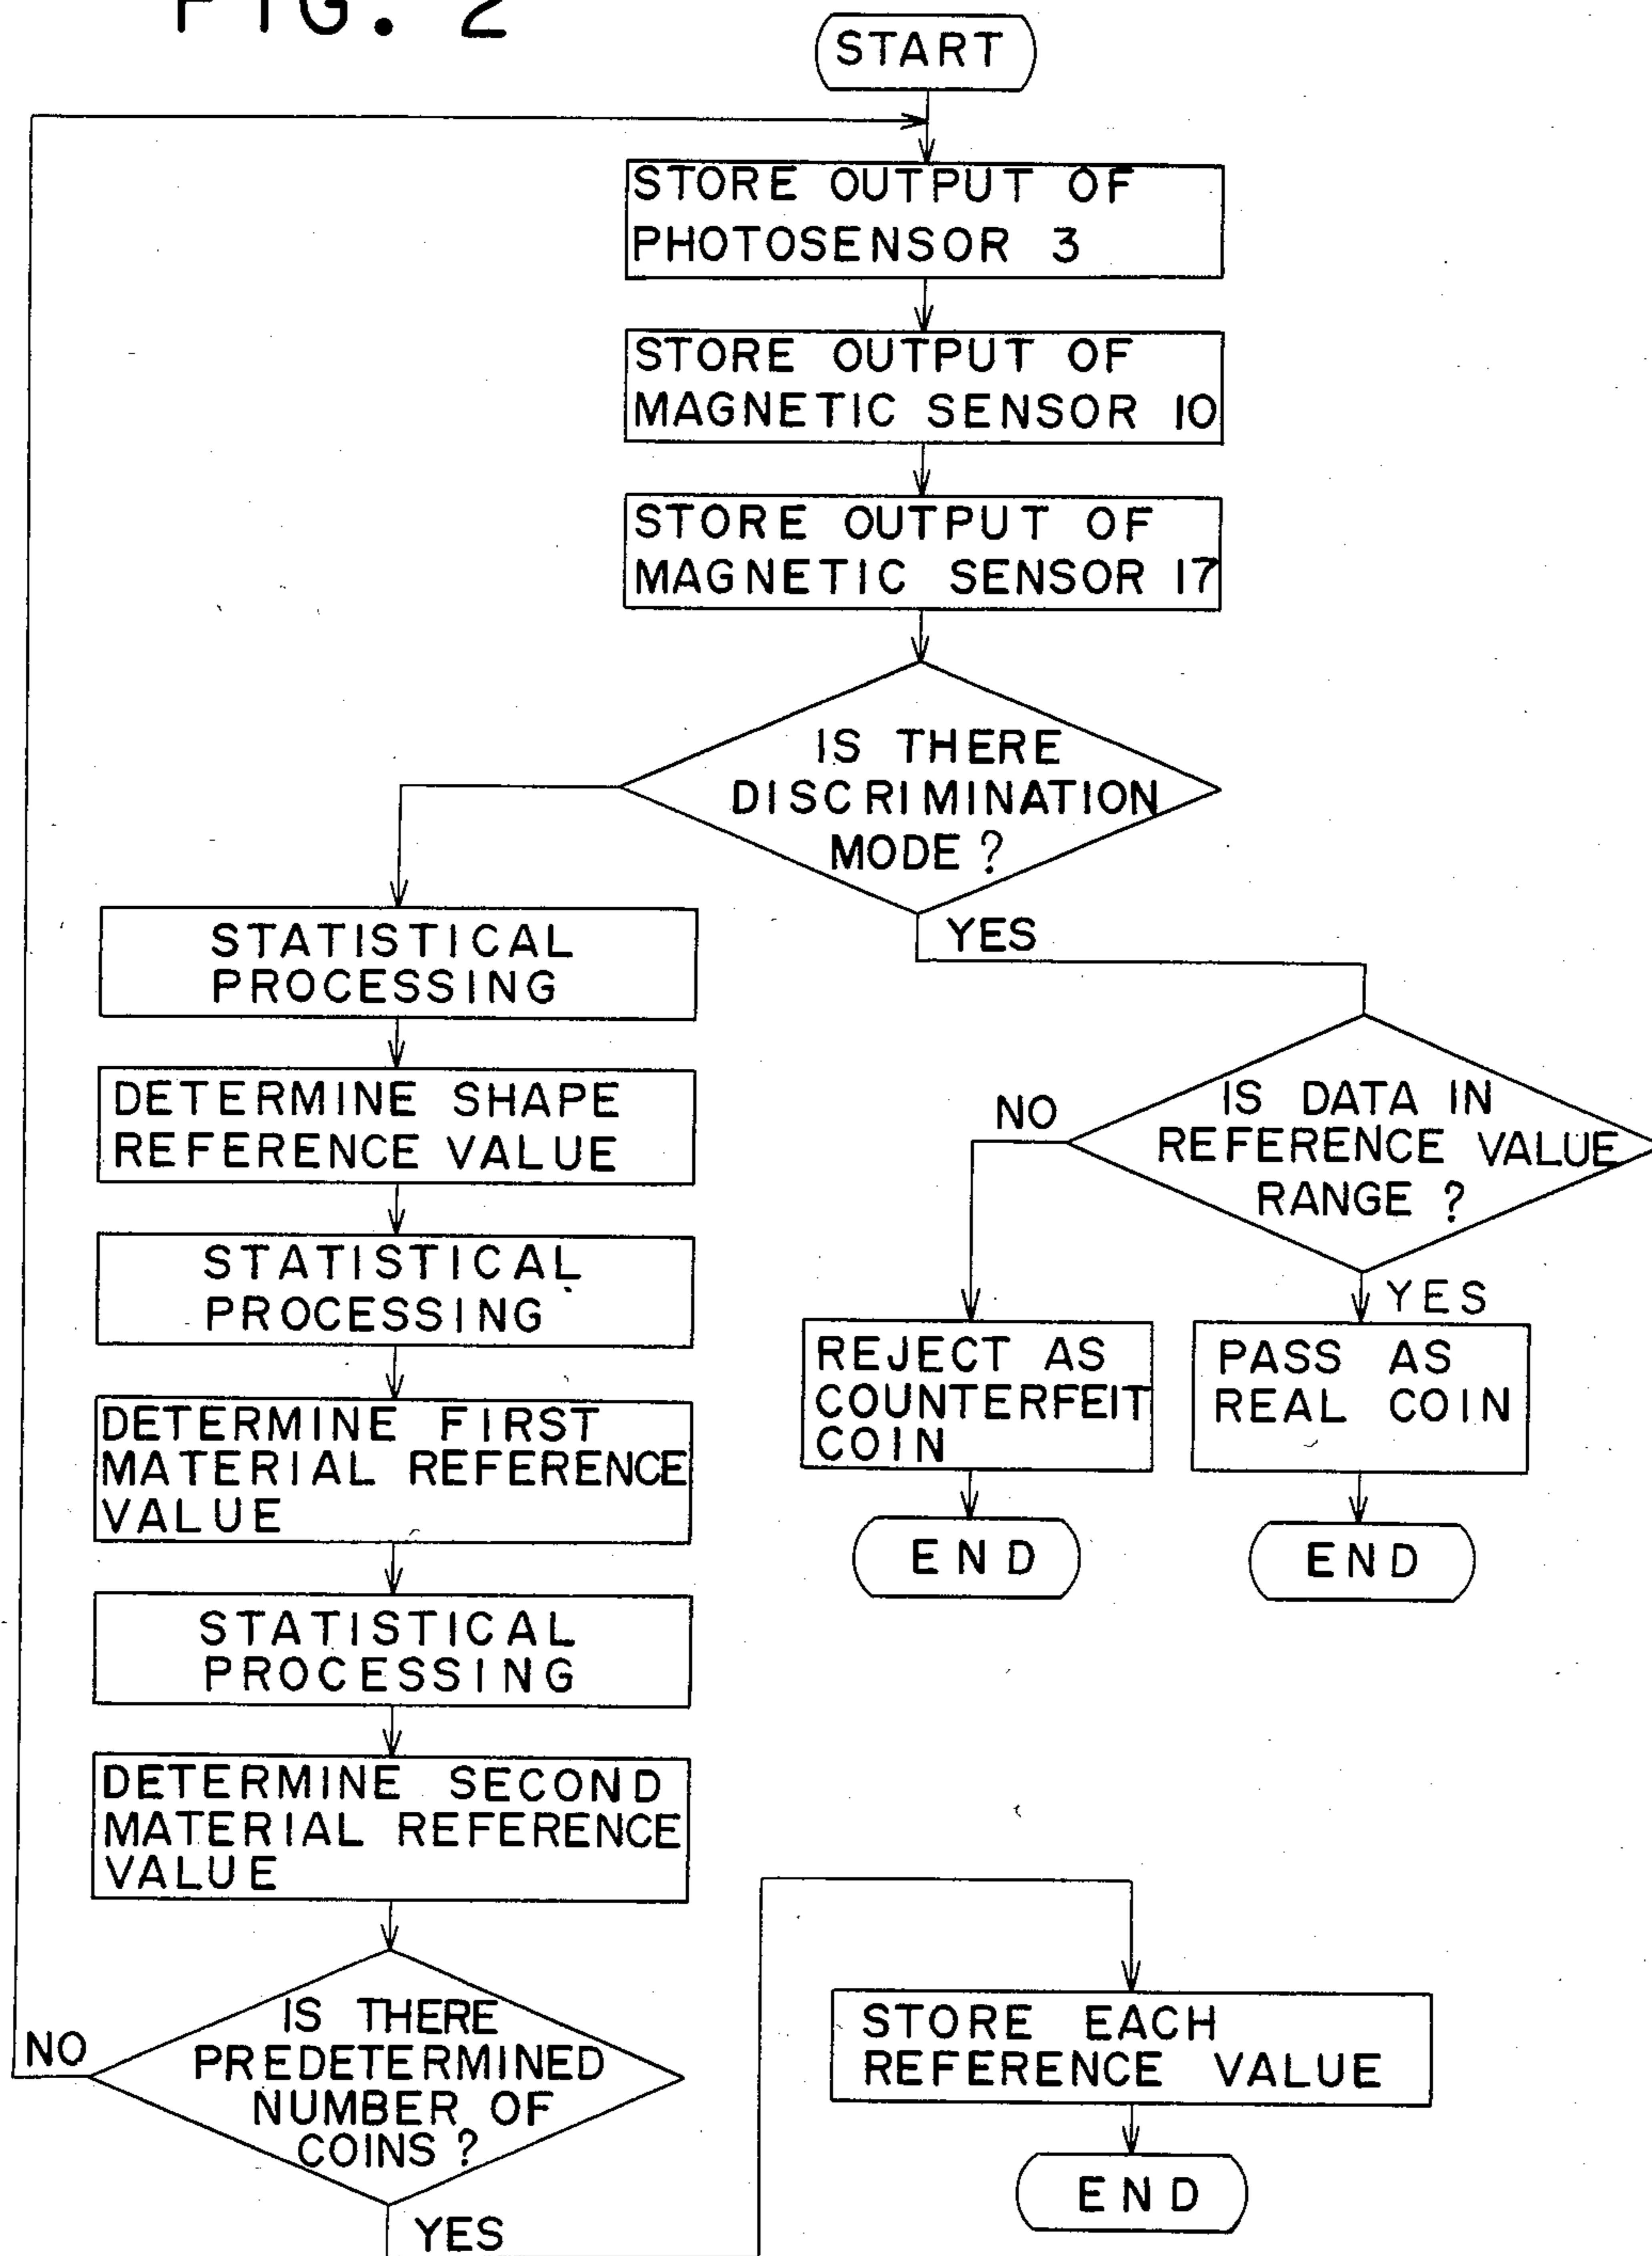 FIG. 2
START
STORE OUTPUT OF
PHOTOSENSOR 3
STORE OUTPUT OF
MAGNETIC SENSOR 10
STORE OUTPUT OF
MAGNETIC SENSOR 17
IS THERE
DISCRIMINATION
MODE ?
YES
STATISTICAL
PROCESSING
DETERMINE SHAPE
REFERENCE VALUE
STATISTICAL
PROCESSING
DETERMINE FIRST
MATERIAL REFERENCE
VALUE
STATISTICAL
PROCESSING
DETERMINE SECOND
MATERIAL REFERENCE
VALUE
IS THERE
PREDETERMINED
NUMBER OF
COINS ?
NO
YES
IS DATA IN
REFERENCE VALUE
RANGE ?
NO
YES
REJECT AS
COUNTERFEIT
COIN
END
PASS AS
REAL COIN
END
STORE EACH
REFERENCE VALUE
END